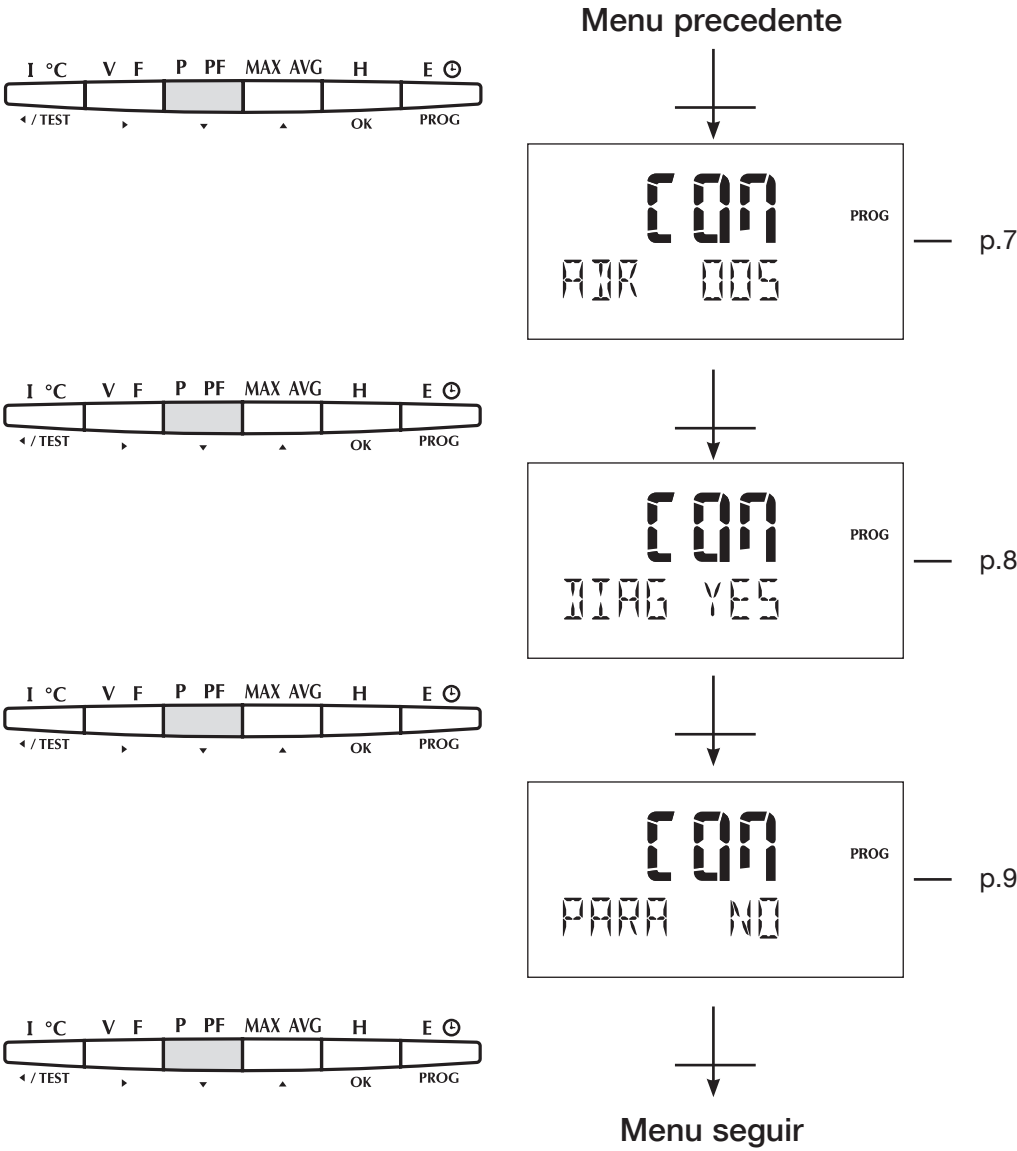 Menu precedente
I °C V F P PF MAX AVG H E
/ TEST OK PROG
COM
PROG
ADR 005
p.7
I °C V F P PF MAX AVG H E
/ TEST OK PROG
COM
PROG
DIAG YES
p.8
I °C V F P PF MAX AVG H E
/ TEST OK PROG
COM
PROG
PARA NO
p.9
I °C V F P PF MAX AVG H E
/ TEST OK PROG
Menu seguir